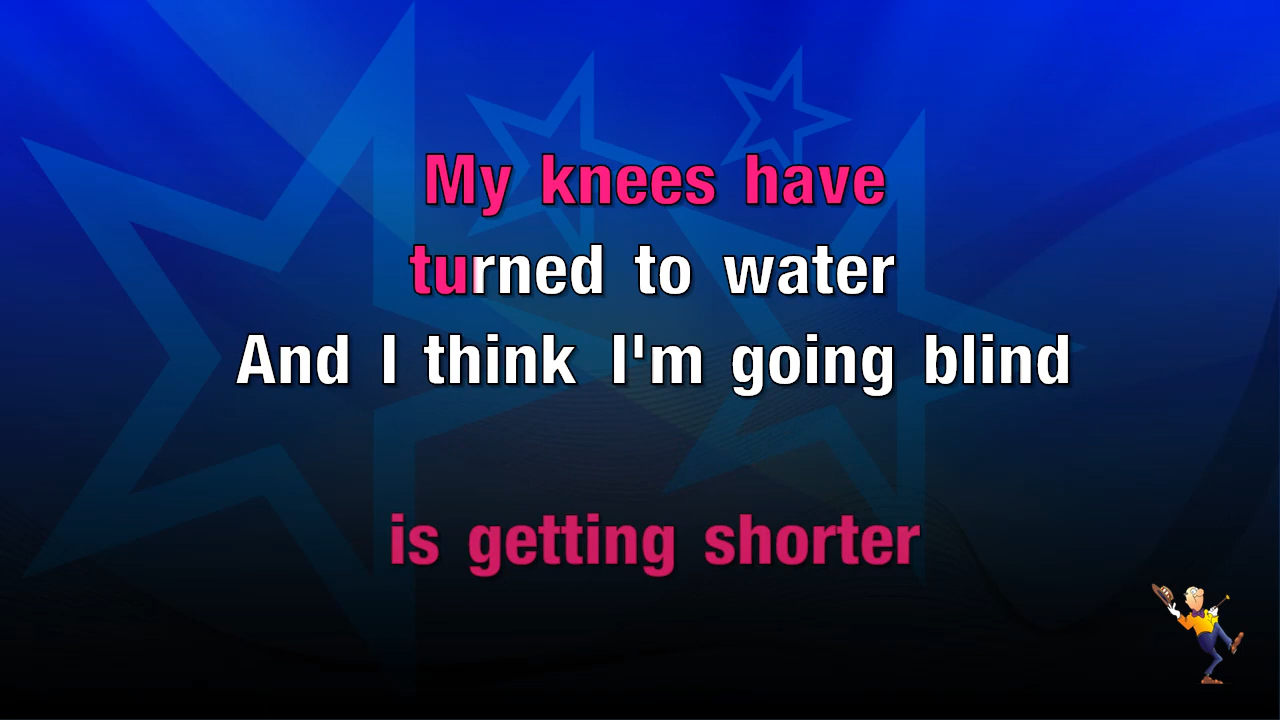 My knees have
turned to water
And I think I'm going blind
is getting shorter